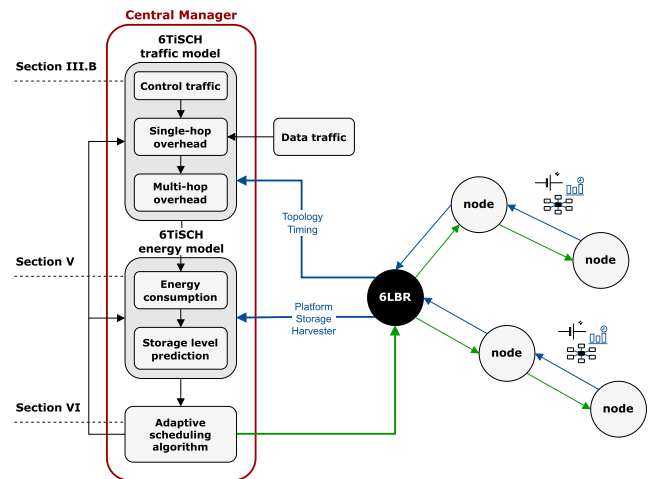 Central Manager
6TiSCH
traffic model
Section III.B
Control traffic
Single-hop
overhead
Data traffic
Multi-hop
overhead
Topology
Timing
6TiSCH
energy model
Section V
Energy
consumption
Platform
Storage
Harvester
Storage level
prediction
Section VI
Adaptive
scheduling
algorithm
6LBR
node
node
node
node